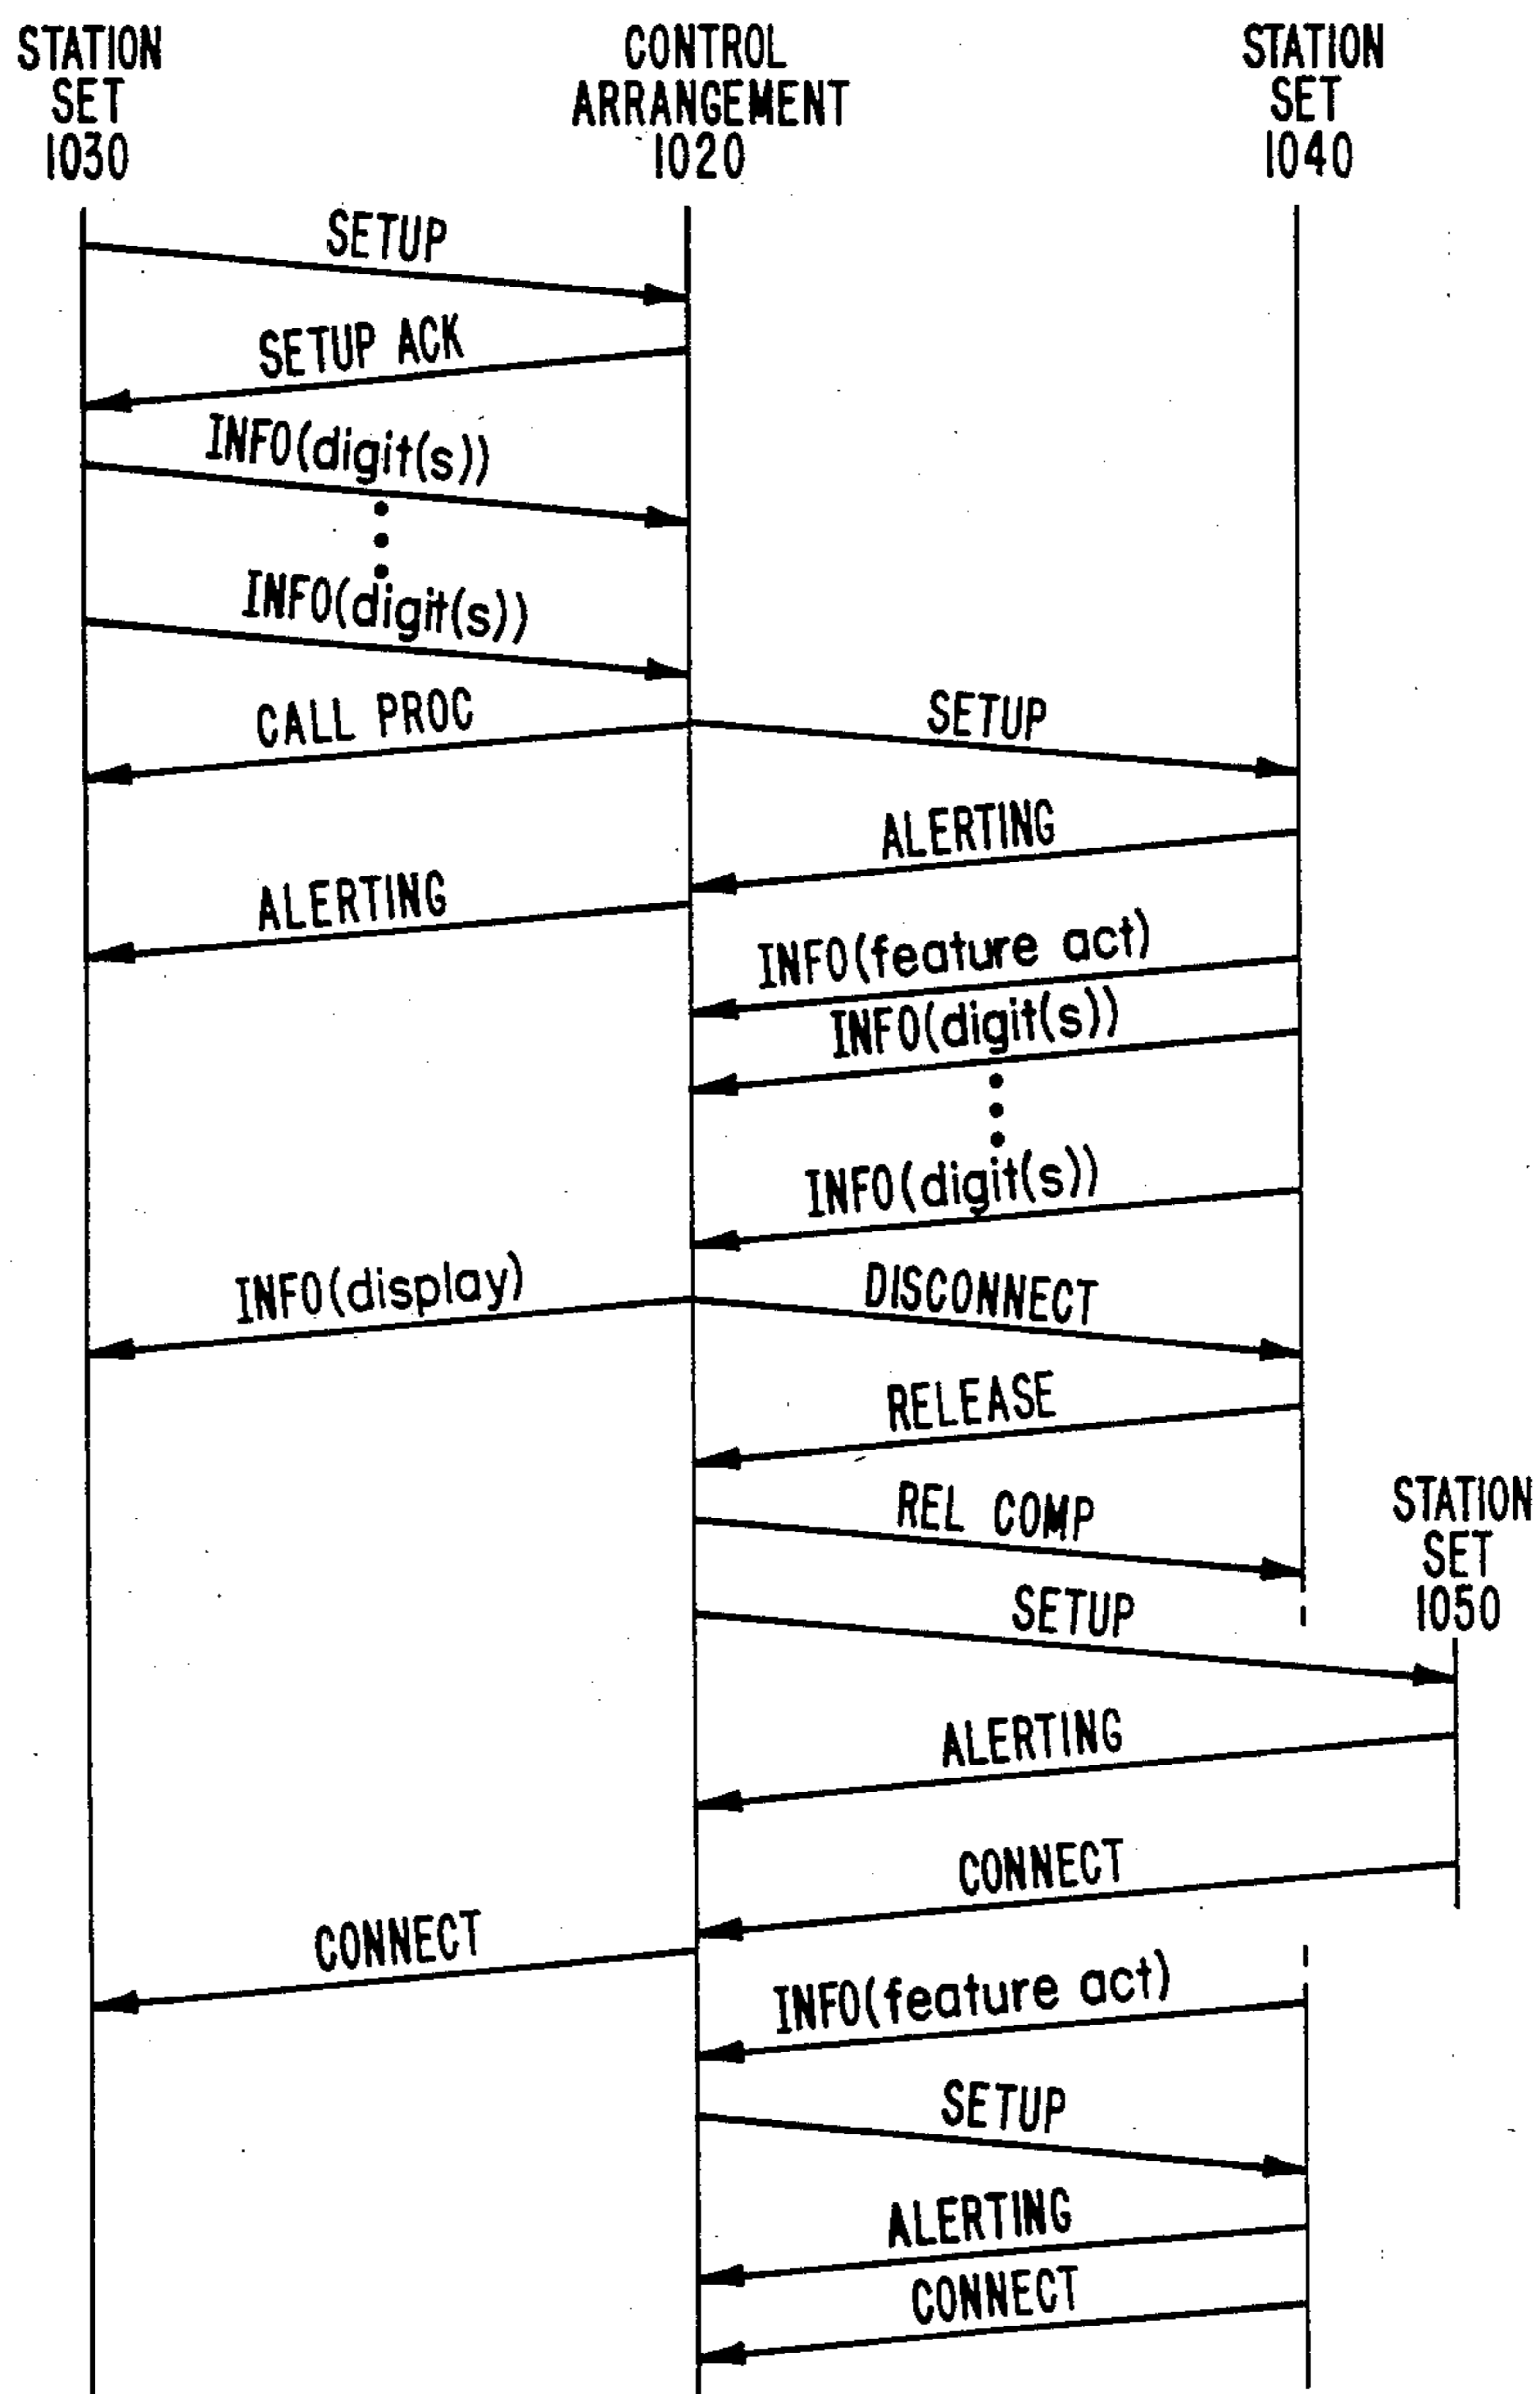 STATION
SET
1030
CONTROL
ARRANGEMENT
1020
STATION
SET
1040
SETUP
SETUP ACK
INFO(digit(s))
INFO(digit(s))
CALL PROC
SETUP
ALERTING
ALERTING
INFO(feature act)
INFO(digit(s))
INFO(digit(s))
INFO(display)
DISCONNECT
RELEASE
REL COMP
STATION
SET
1050
SETUP
ALERTING
CONNECT
CONNECT
INFO(feature act)
SETUP
ALERTING
CONNECT